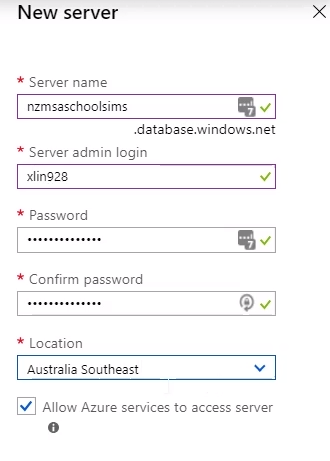 New server
* Server name
nzmsaschoolsims
.database.windows.net
* Server admin login
xlin928
* Password
••••••••••••••
* Confirm password
••••••••••••••
* Location
Australia Southeast
Allow Azure services to access server